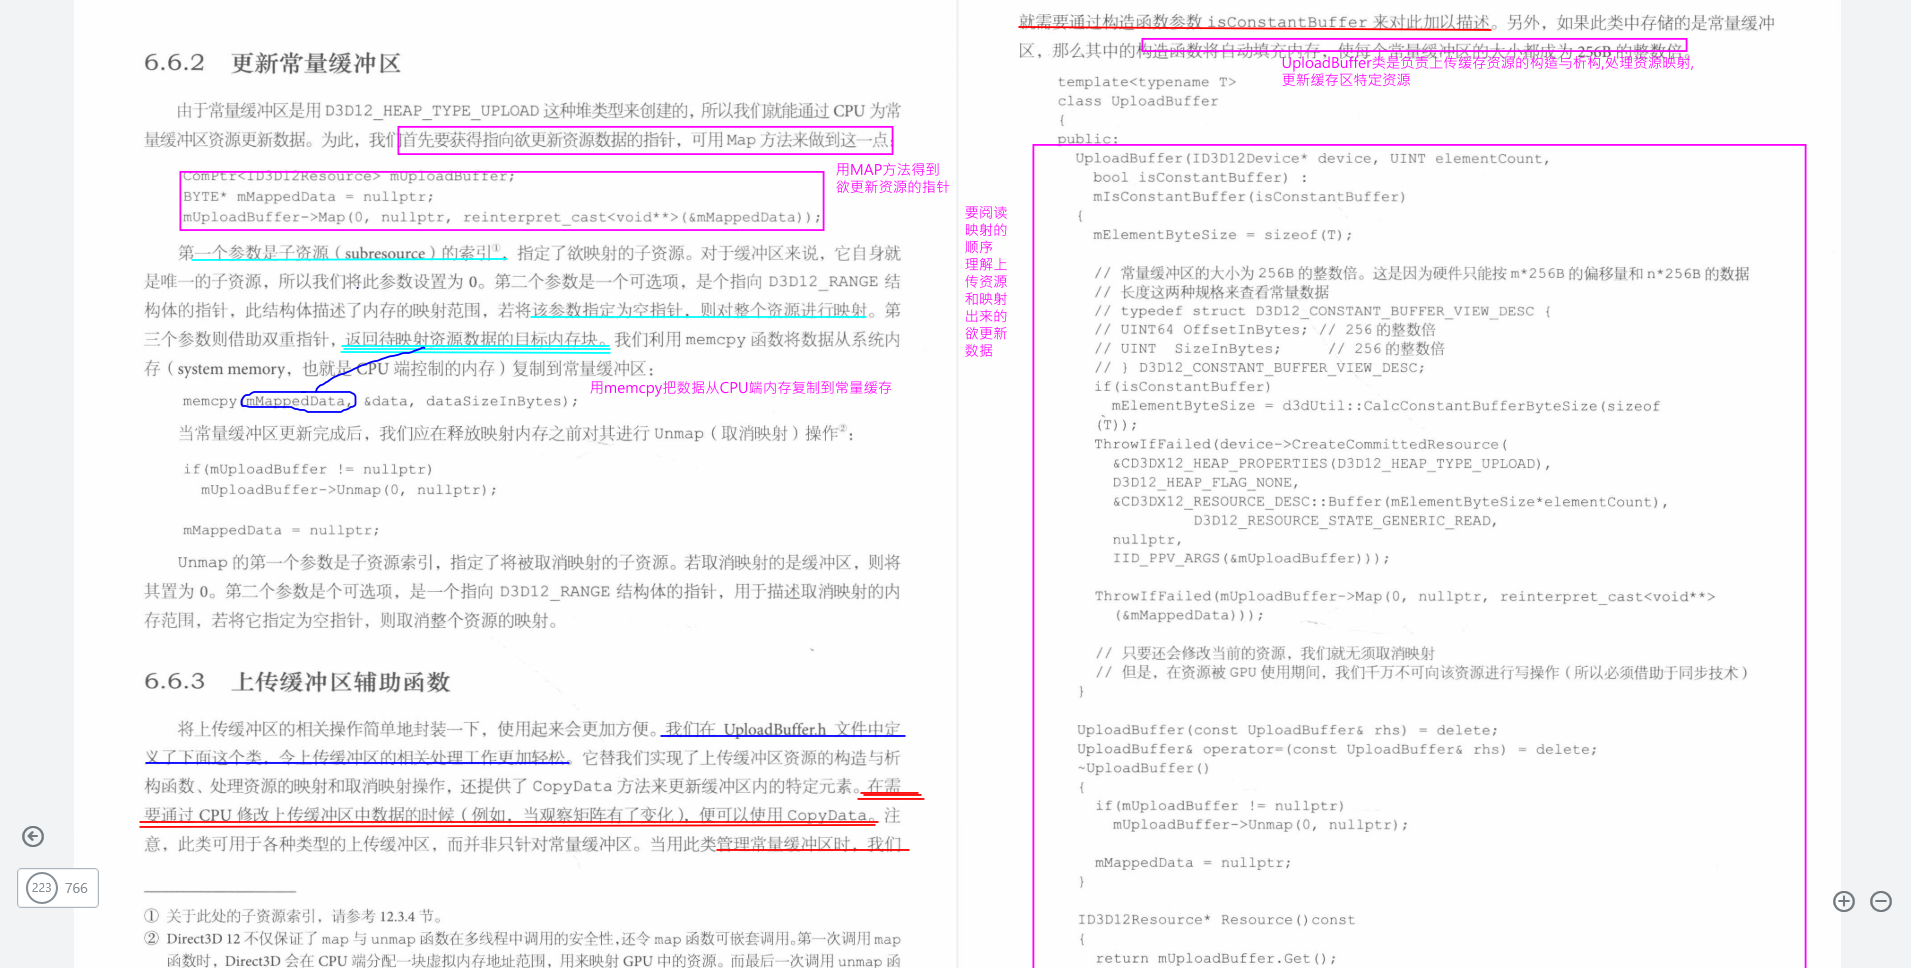 6.6.2 更新常量缓冲区
由于常量缓冲区是用 D3D12_HEAP_TYPE_UPLOAD 这种堆类型来创建的，所以我们就能通过 CPU 为常
量缓冲区资源更新数据。为此，我们首先要获得指向欲更新资源数据的指针，可用 Map 方法来做到这一点：
ComPtr<ID3D12Resource> mUploadBuffer;
BYTE* mMappedData = nullptr;
mUploadBuffer->Map(0, nullptr, reinterpret_cast<void**>(&mMappedData));
用MAP方法得到
欲更新资源的指针
第一个参数是子资源（subresource）的索引①，指定了欲映射的子资源。对于缓冲区来说，它自身就
是唯一的子资源，所以我们将此参数设置为 0。第二个参数是一个可选项，是个指向 D3D12_RANGE 结
构体的指针，此结构体描述了内存的映射范围，若将该参数指定为空指针，则对整个资源进行映射。第
三个参数则借助双重指针，返回待映射资源数据的目标内存块。我们利用 memcpy 函数将数据从系统内
存（system memory，也就是 CPU 端控制的内存）复制到常量缓冲区：
用memcpy把数据从CPU端内存复制到常量缓存
memcpy(mMappedData, &data, dataSizeInBytes);
当常量缓冲区更新完成后，我们应在释放映射内存之前对其进行 Unmap（取消映射）操作②：
if(mUploadBuffer != nullptr)
mUploadBuffer->Unmap(0, nullptr);
mMappedData = nullptr;
Unmap 的第一个参数是子资源索引，指定了将被取消映射的子资源。若取消映射的是缓冲区，则将
其置为 0。第二个参数是个可选项，是一个指向 D3D12_RANGE 结构体的指针，用于描述取消映射的内
存范围，若将它指定为空指针，则取消整个资源的映射。
6.6.3 上传缓冲区辅助函数
将上传缓冲区的相关操作简单地封装一下，使用起来会更加方便。我们在 UploadBuffer.h 文件中定
义了下面这个类，令上传缓冲区的相关处理工作更加轻松。它替我们实现了上传缓冲区资源的构造与析
构函数、处理资源的映射和取消映射操作，还提供了 CopyData 方法来更新缓冲区内的特定元素。在需
要通过 CPU 修改上传缓冲区中数据的时候（例如，当观察矩阵有了变化），便可以使用 CopyData。注
意，此类可用于各种类型的上传缓冲区，而并非只针对常量缓冲区。当用此类管理常量缓冲区时，我们
① 关于此处的子资源索引，请参考 12.3.4 节。
② Direct3D 12 不仅保证了 map 与 unmap 函数在多线程中调用的安全性,还令 map 函数可嵌套调用。第一次调用 map
函数时，Direct3D 会在 CPU 端分配一块虚拟内存地址范围，用来映射 GPU 中的资源。而最后一次调用 unmap 函
223 766
就需要通过构造函数参数 isConstantBuffer 来对此加以描述。另外，如果此类中存储的是常量缓冲
区，那么其中的构造函数将自动填充内存，使每个常量缓冲区的大小都成为 256B 的整数倍。
UploadBuffer类是负责上传缓存资源的构造与析构,处理资源映射,
更新缓存区特定资源
template<typename T>
class UploadBuffer
{
public:
要阅读
映射的
顺序
理解上
传资源
和映射
出来的
欲更新
数据
UploadBuffer(ID3D12Device* device, UINT elementCount,
bool isConstantBuffer) :
mIsConstantBuffer(isConstantBuffer)
{
mElementByteSize = sizeof(T);
// 常量缓冲区的大小为 256B 的整数倍。这是因为硬件只能按 m*256B 的偏移量和 n*256B 的数据
// 长度这两种规格来查看常量数据
// typedef struct D3D12_CONSTANT_BUFFER_VIEW_DESC {
// UINT64 OffsetInBytes; // 256 的整数倍
// UINT SizeInBytes; // 256 的整数倍
// } D3D12_CONSTANT_BUFFER_VIEW_DESC;
if(isConstantBuffer)
mElementByteSize = d3dUtil::CalcConstantBufferByteSize(sizeof
(T));
ThrowIfFailed(device->CreateCommittedResource(
&CD3DX12_HEAP_PROPERTIES(D3D12_HEAP_TYPE_UPLOAD),
D3D12_HEAP_FLAG_NONE,
&CD3DX12_RESOURCE_DESC::Buffer(mElementByteSize*elementCount),
D3D12_RESOURCE_STATE_GENERIC_READ,
nullptr,
IID_PPV_ARGS(&mUploadBuffer)));
ThrowIfFailed(mUploadBuffer->Map(0, nullptr, reinterpret_cast<void**>
(&mMappedData)));
// 只要还会修改当前的资源，我们就无须取消映射
// 但是，在资源被 GPU 使用期间，我们千万不可向该资源进行写操作（所以必须借助于同步技术）
}
UploadBuffer(const UploadBuffer& rhs) = delete;
UploadBuffer& operator=(const UploadBuffer& rhs) = delete;
~UploadBuffer()
{
if(mUploadBuffer != nullptr)
mUploadBuffer->Unmap(0, nullptr);
mMappedData = nullptr;
}
ID3D12Resource* Resource()const
{
return mUploadBuffer.Get();